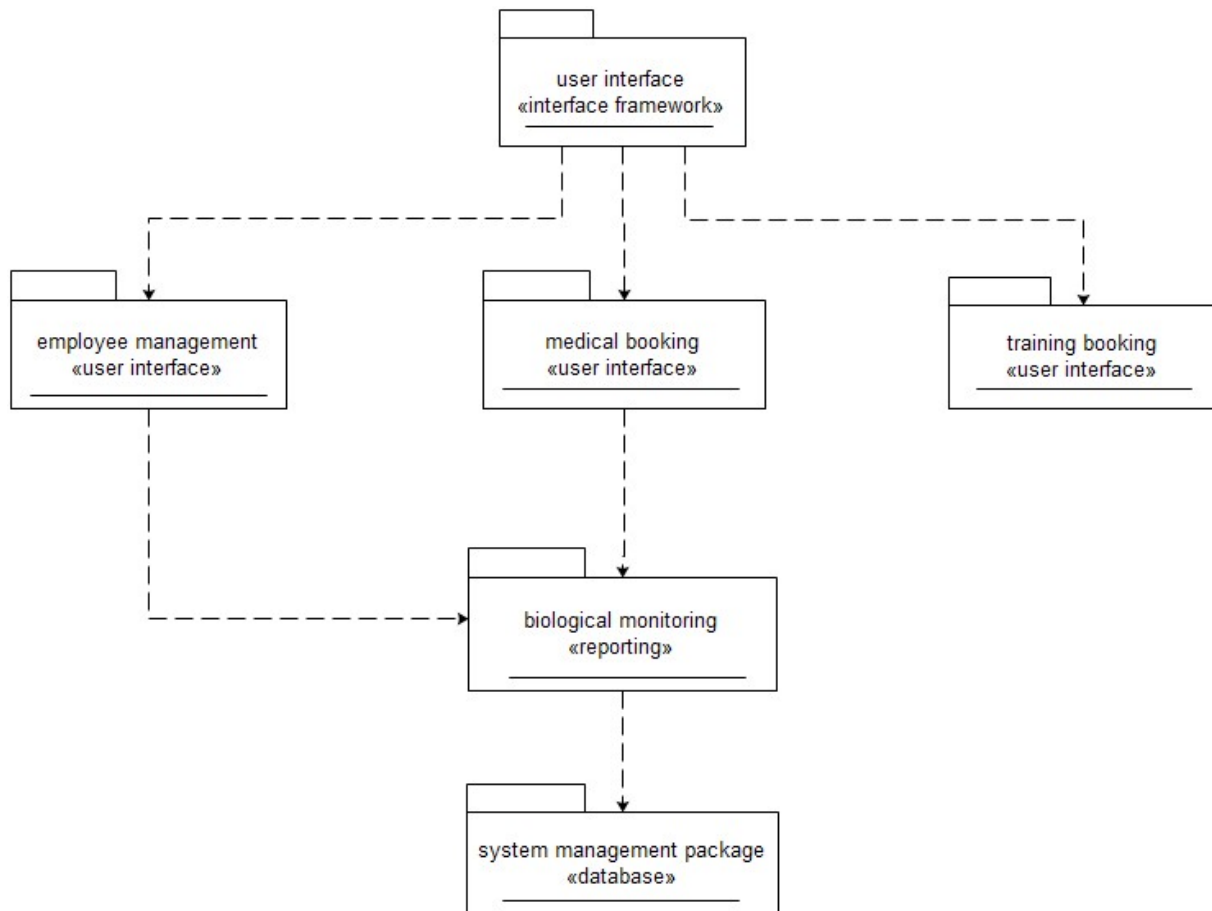 user interface
«interface framework»
employee management
«user interface»
medical booking
«user interface»
training booking
«user interface»
biological monitoring
«reporting»
system management package
«database»